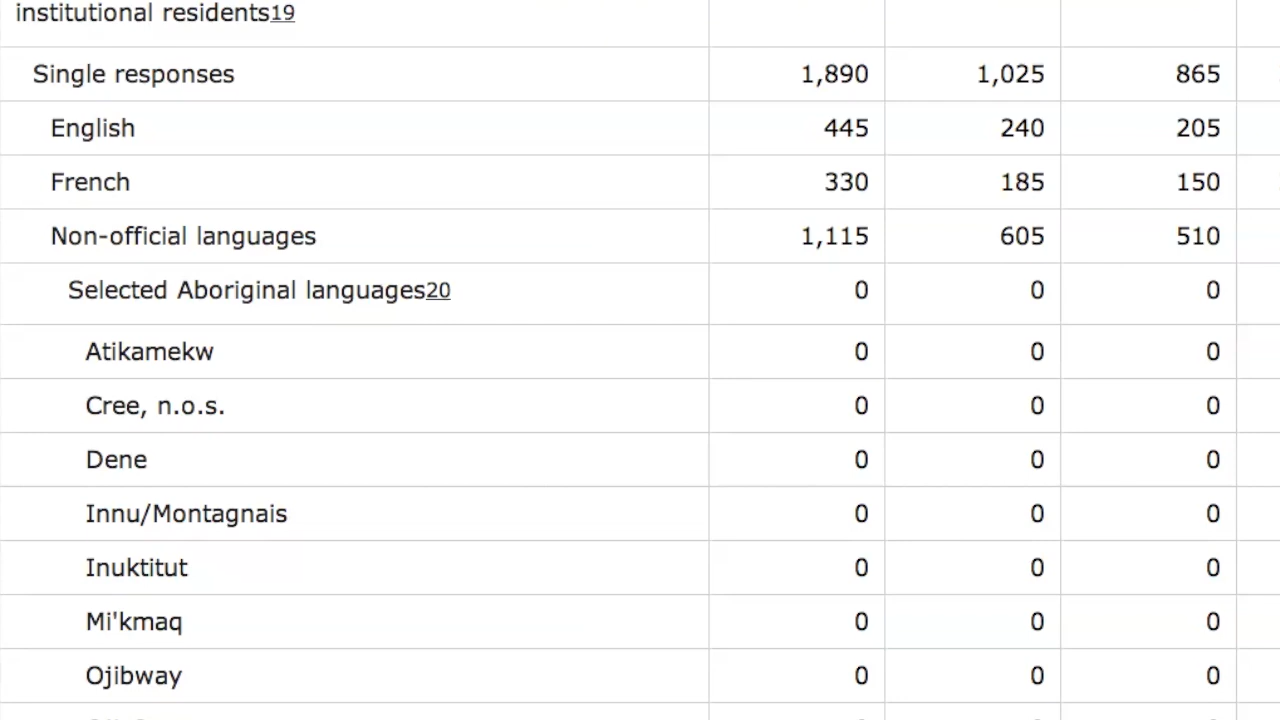 institutional residents19
Single responses 1,890 1,025 865
English 445 240 205
French 330 185 150
Non-official languages 1,115 605 510
Selected Aboriginal languages20 0 0 0
Atikamekw 0 0 0
Cree, n.o.s. 0 0 0
Dene 0 0 0
Innu/Montagnais 0 0 0
Inuktitut 0 0 0
Mi'kmaq 0 0 0
Ojibway 0 0 0